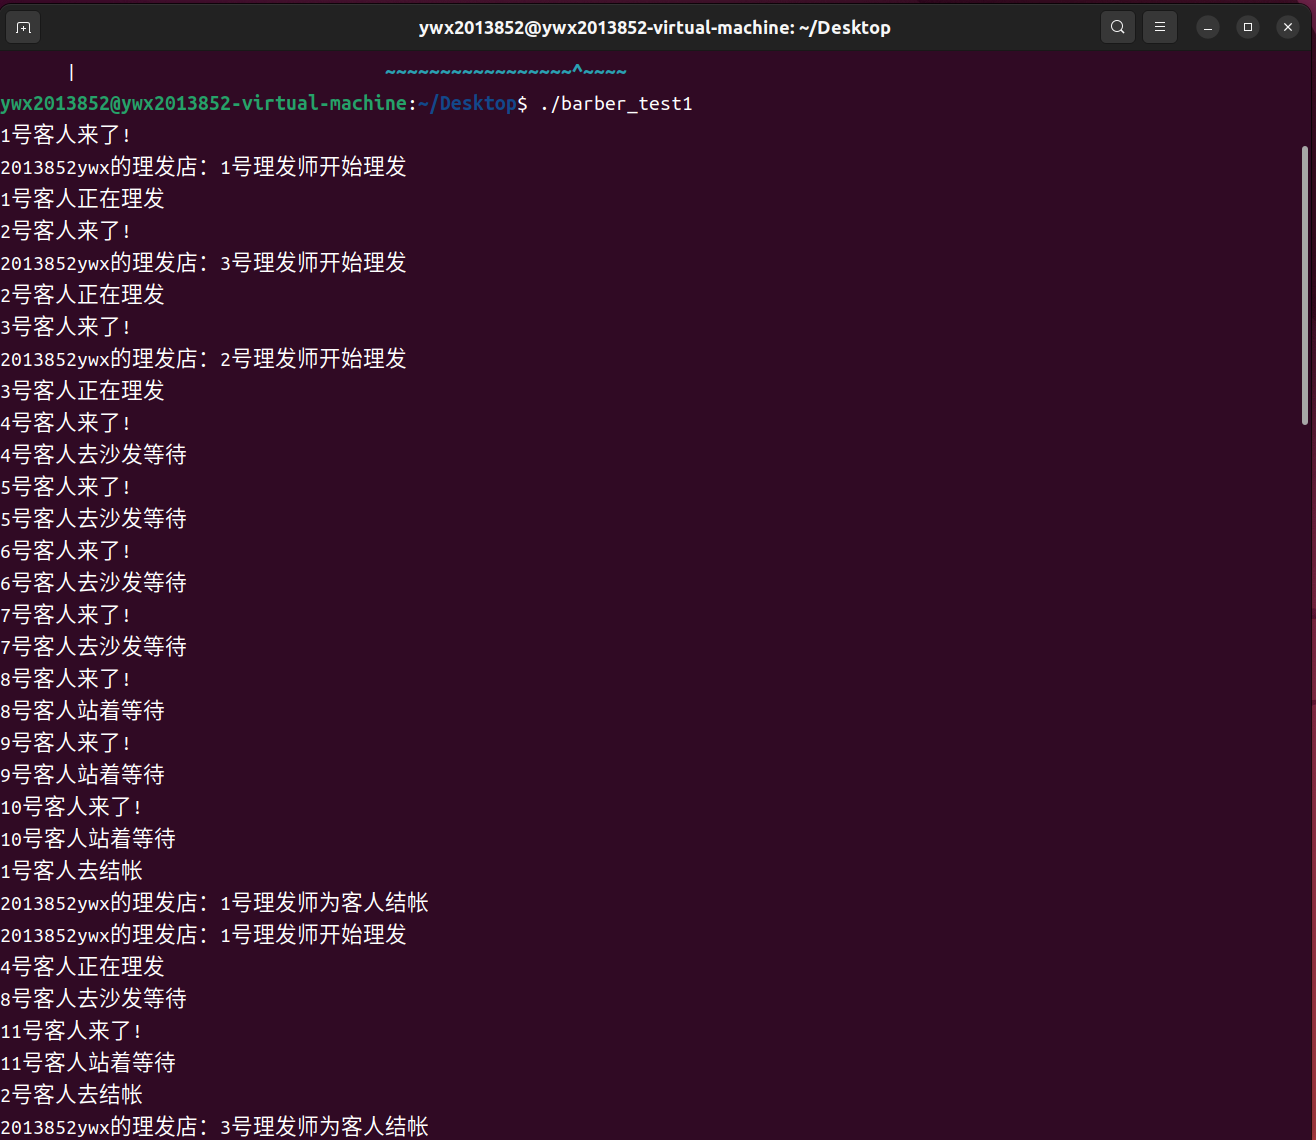 ywx2013852@ywx2013852-virtual-machine: ~/Desktop
| ~~~~~~~~~~~~~~~~~^~~~~
ywx2013852@ywx2013852-virtual-machine:~/Desktop$ ./barber_test1
1号客人来了!
2013852ywx的理发店：1号理发师开始理发
1号客人正在理发
2号客人来了!
2013852ywx的理发店：3号理发师开始理发
2号客人正在理发
3号客人来了!
2013852ywx的理发店：2号理发师开始理发
3号客人正在理发
4号客人来了!
4号客人去沙发等待
5号客人来了!
5号客人去沙发等待
6号客人来了!
6号客人去沙发等待
7号客人来了!
7号客人去沙发等待
8号客人来了!
8号客人站着等待
9号客人来了!
9号客人站着等待
10号客人来了!
10号客人站着等待
1号客人去结帐
2013852ywx的理发店：1号理发师为客人结帐
2013852ywx的理发店：1号理发师开始理发
4号客人正在理发
8号客人去沙发等待
11号客人来了!
11号客人站着等待
2号客人去结帐
2013852ywx的理发店：3号理发师为客人结帐